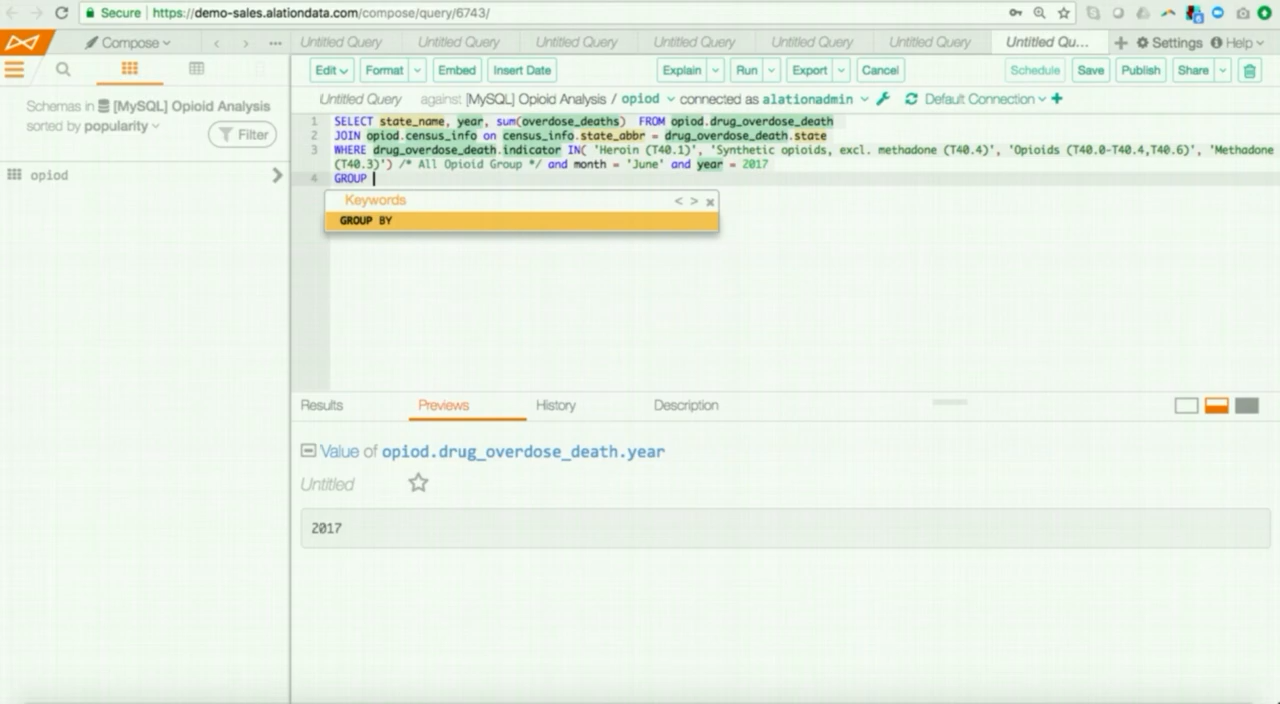 Secure https://demo-sales.alationdata.com/compose/query/6743/
Compose Untitled Query Untitled Query Untitled Query Untitled Query Untitled Query Untitled Query Untitled Qu... Settings Help
Edit Format Embed Insert Date Explain Run Export Cancel Schedule Save Publish Share
Schemas in [MySQL] Opioid Analysis
sorted by popularity
Filter
opiod
Untitled Query against [MySQL] Opioid Analysis / opiod connected as alationadmin Default Connection
1 SELECT state_name, year, sum(overdose_deaths) FROM opiod.drug_overdose_death
2 JOIN opiod.census_info on census_info.state_abbr = drug_overdose_death.state
3 WHERE drug_overdose_death.indicator IN( 'Heroin (T40.1)', 'Synthetic opioids, excl. methadone (T40.4)', 'Opioids (T40.0-T40.4,T40.6)', 'Methadone
(T40.3)') /* All Opioid Group */ and month = 'June' and year = 2017
4 GROUP
Keywords < > x
GROUP BY
Results Previews History Description
Value of opiod.drug_overdose_death.year
Untitled
2017